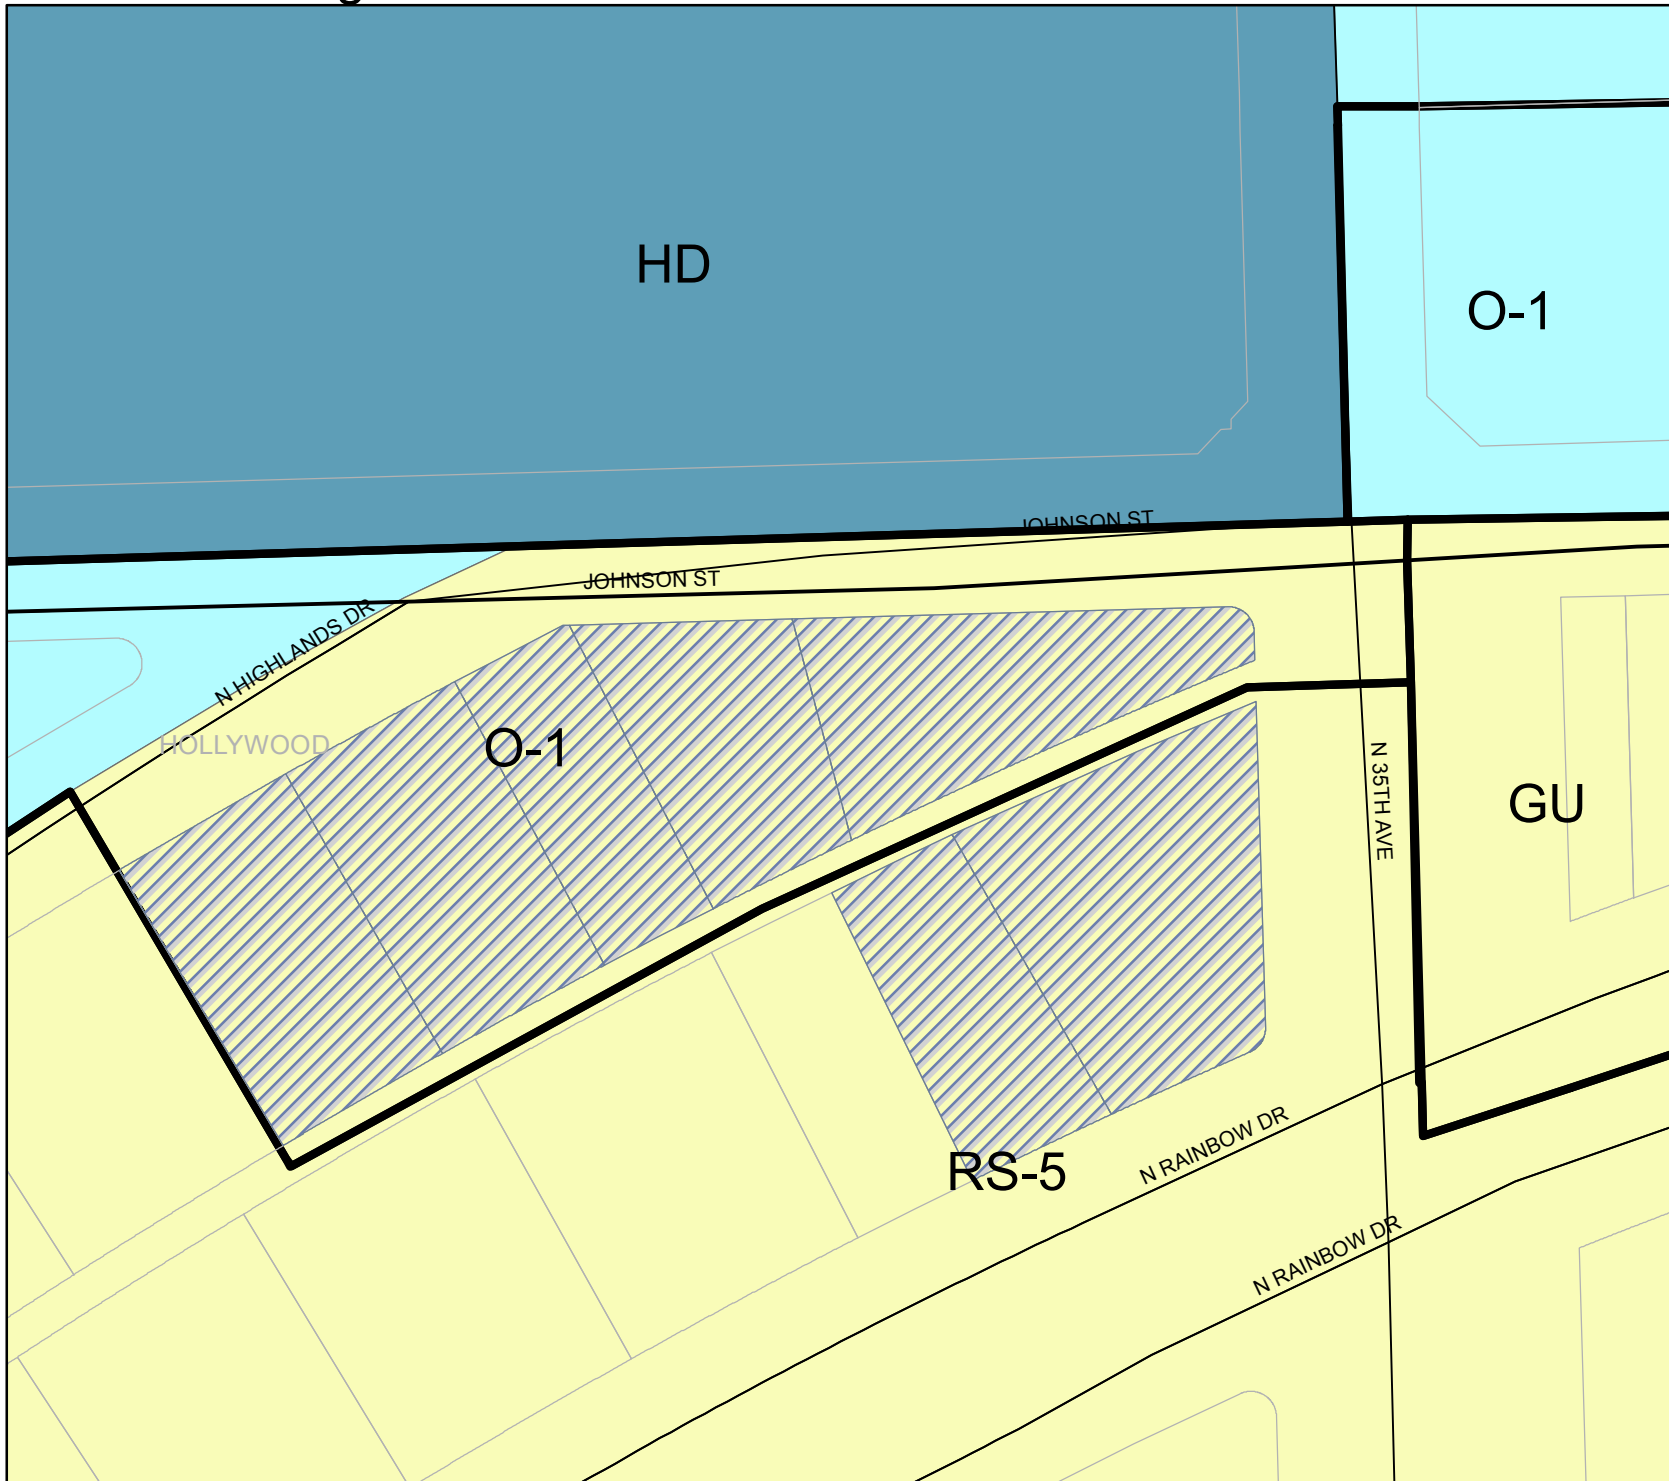 HD
O-1
JOHNSON ST
JOHNSON ST
N HIGHLANDS DR
HOLLYWOOD
O-1
N 35TH AVE
GU
RS-5
N RAINBOW DR
N RAINBOW DR